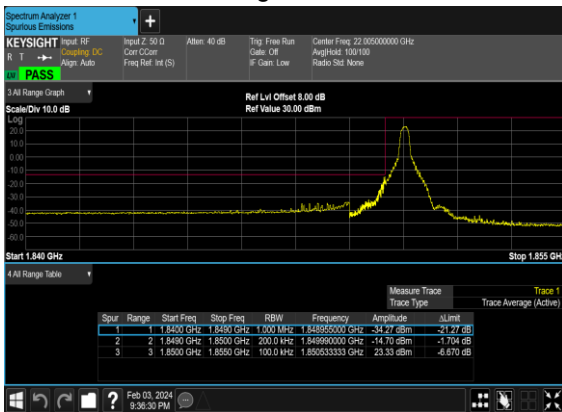 Spectrum Analyzer 1
Spurious Emissions
KEYSIGHT Input: RF Input Z: 50 Ω Atten: 40 dB Trig: Free Run Center Freq: 22.005000000 GHz
R T Coupling: DC Corr CCorr Gate: Off Avg|Hold: 100/100
Align: Auto Freq Ref: Int (S) IF Gain: Low Radio Std: None
PASS
3 All Range Graph
Ref Lvl Offset 8.00 dB
Scale/Div 10.0 dB Ref Value 30.00 dBm
Log
20.0
10.0
0.00
-10.0
-20.0
-30.0
-40.0
-50.0
-60.0
Start 1.840 GHz Stop 1.855 GH
4 All Range Table
Measure Trace Trace 1
Trace Type Trace Average (Active)
Spur Range Start Freq Stop Freq RBW Frequency Amplitude ΔLimit
1 1 1.8400 GHz 1.8490 GHz 1.000 MHz 1.848955000 GHz -34.27 dBm -21.27 dB
2 2 1.8490 GHz 1.8500 GHz 200.0 kHz 1.849990000 GHz -14.70 dBm -1.704 dB
3 3 1.8500 GHz 1.8550 GHz 100.0 kHz 1.850533333 GHz 23.33 dBm -6.670 dB
? Feb 03, 2024
9:36:30 PM